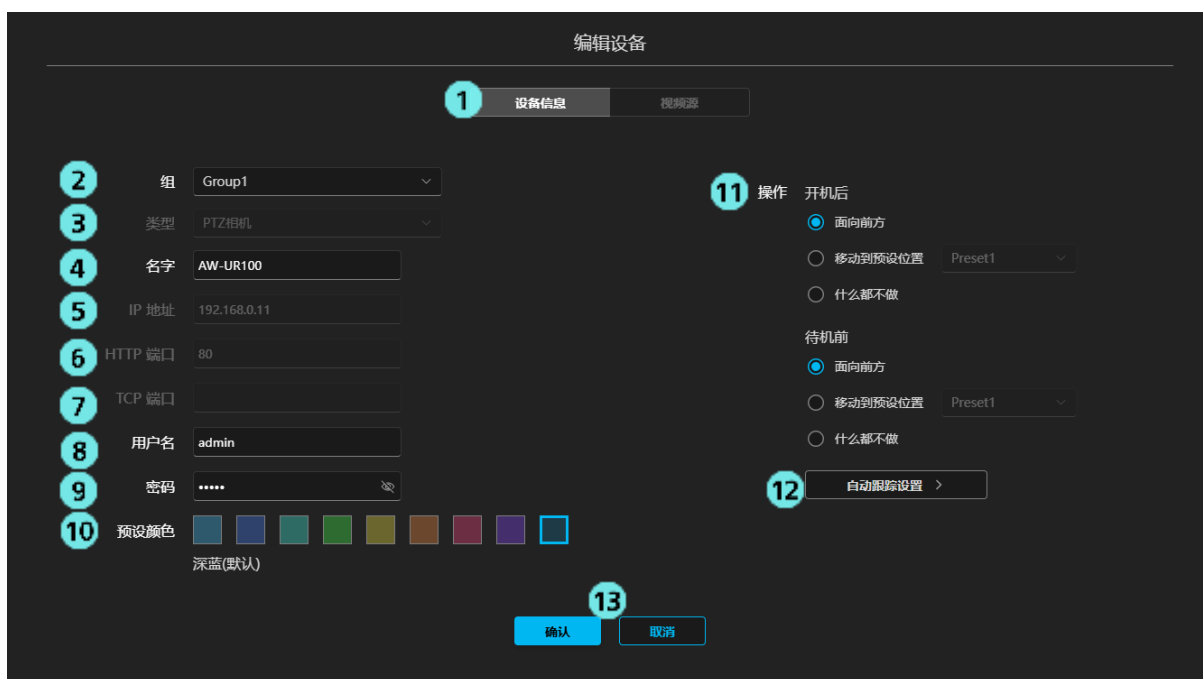 编辑设备
1 设备信息 视频源
2 组 Group1
3 类型 PTZ相机
4 名字 AW-UR100
5 IP 地址 192.168.0.11
6 HTTP 端口 80
7 TCP 端口
8 用户名 admin
9 密码 •••••
10 预设颜色
深蓝(默认)
11 操作 开机后
面向前方
移动到预设位置 Preset1
什么都不做
待机前
面向前方
移动到预设位置 Preset1
什么都不做
12 自动跟踪设置 >
13
确认 取消